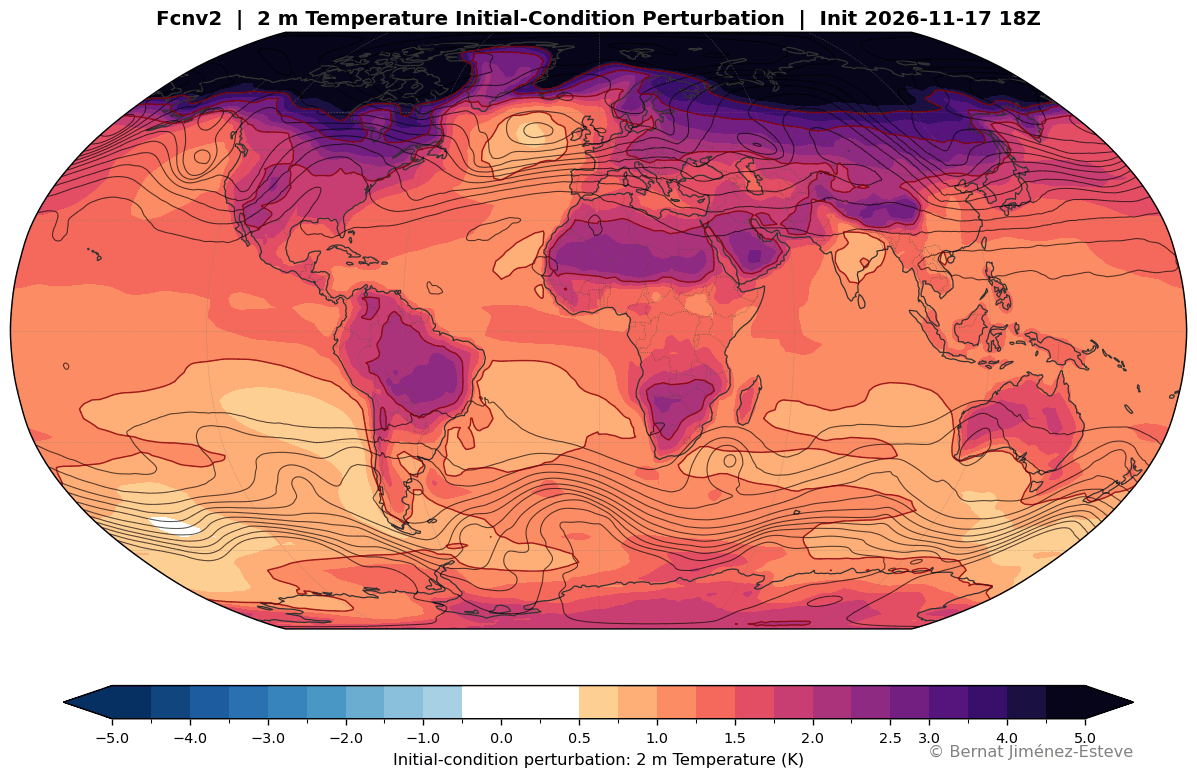 Fcnv2 | 2 m Temperature Initial-Condition Perturbation | Init 2026-11-17 18Z
−5.0 −4.0 −3.0 −2.0 −1.0 0.0 0.5 1.0 1.5 2.0 2.5 3.0 4.0 5.0
Initial-condition perturbation: 2 m Temperature (K)
© Bernat Jiménez-Esteve